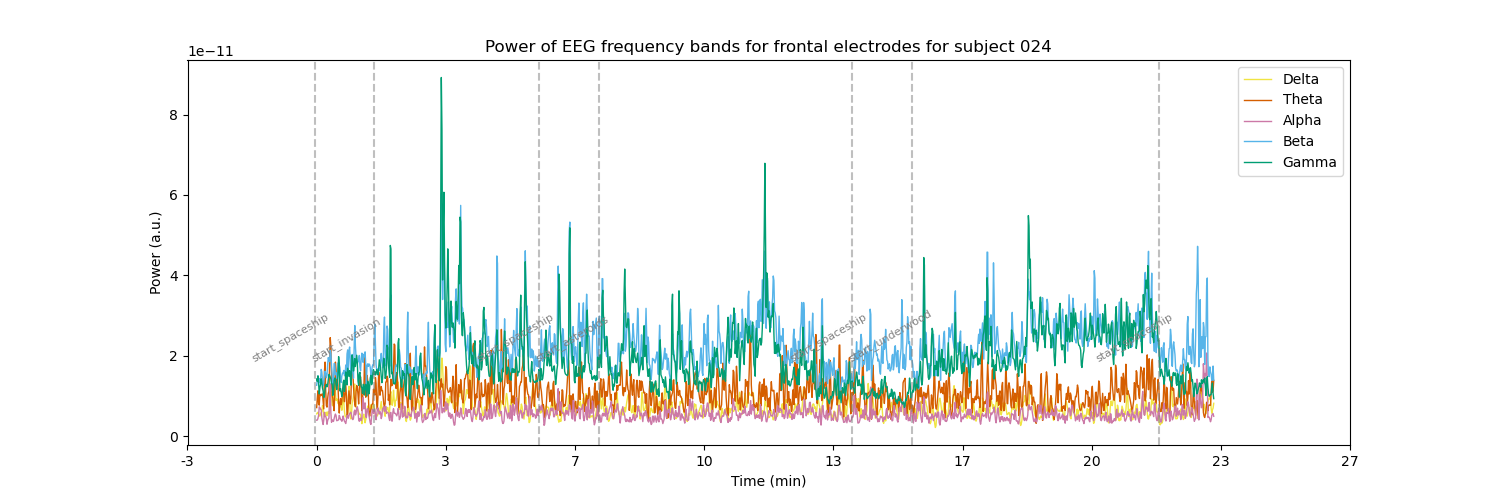 Power of EEG frequency bands for frontal electrodes for subject 024
1e−11
Delta
Theta
Alpha
Beta
Gamma
8
6
4
2
0
Power (a.u.)
start_spaceship
start_invasion
start_spaceship
start_spaceship
start_underwood
start_spaceship
-3 0 3 7 10 13 17 20 23 27
Time (min)